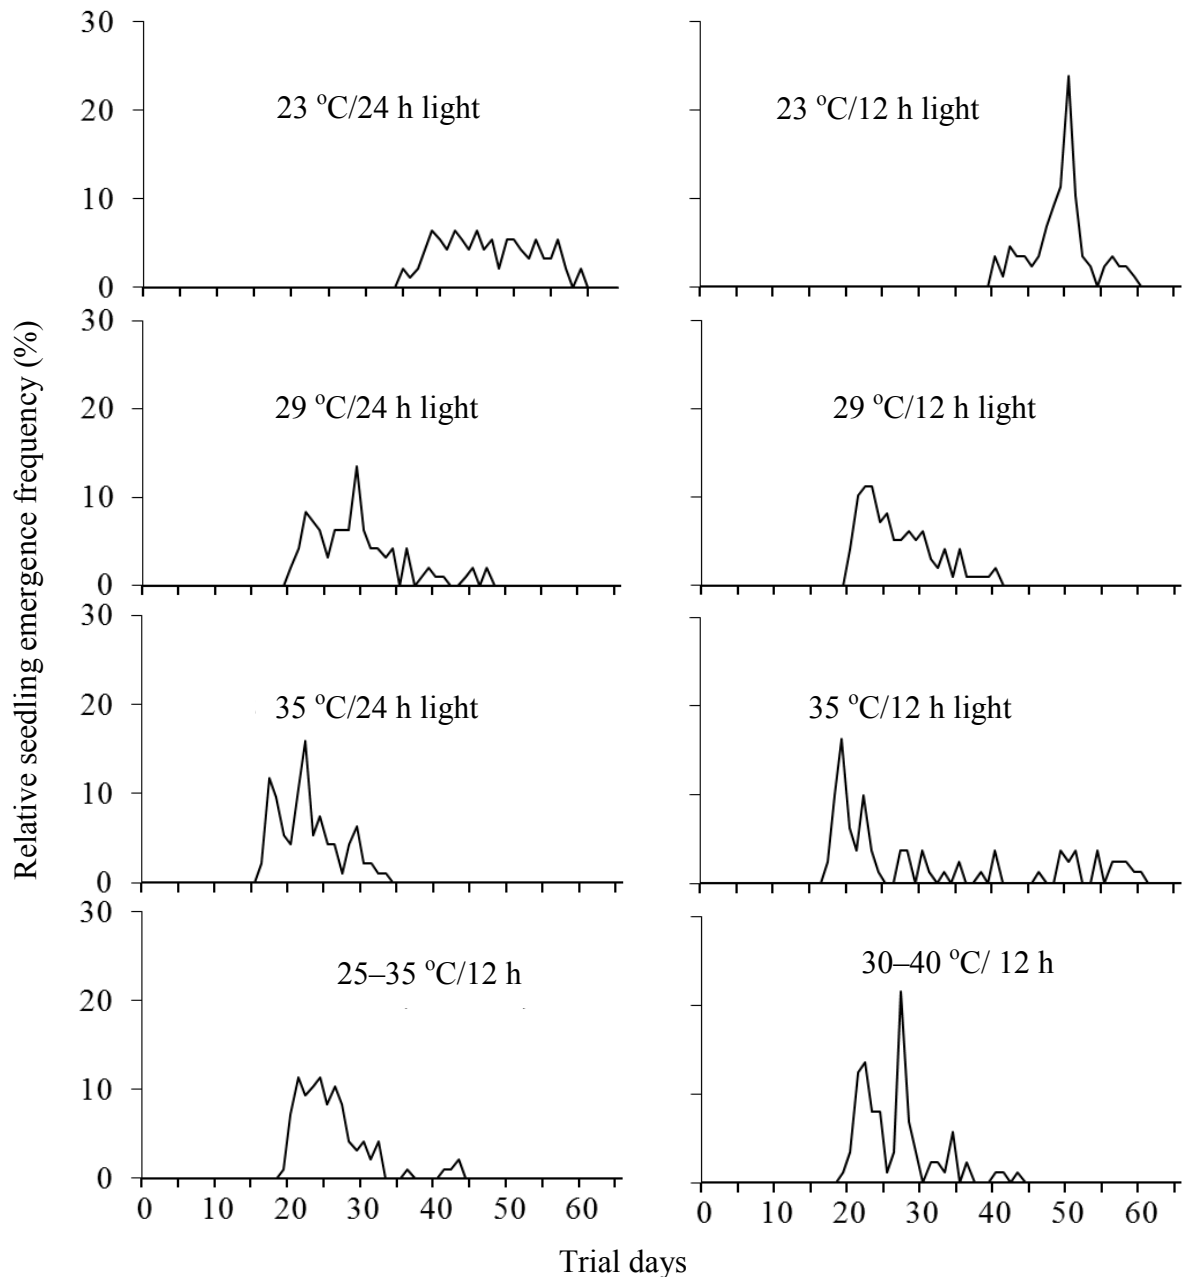 Relative seedling emergence frequency (%)
30
20
10
0
23 °C/24 h light
23 °C/12 h light
30
20
10
0
29 °C/24 h light
29 °C/12 h light
30
20
10
0
35 °C/24 h light
35 °C/12 h light
30
20
10
0
25–35 °C/12 h
30–40 °C/ 12 h
0 10 20 30 40 50 60
0 10 20 30 40 50 60
Trial days